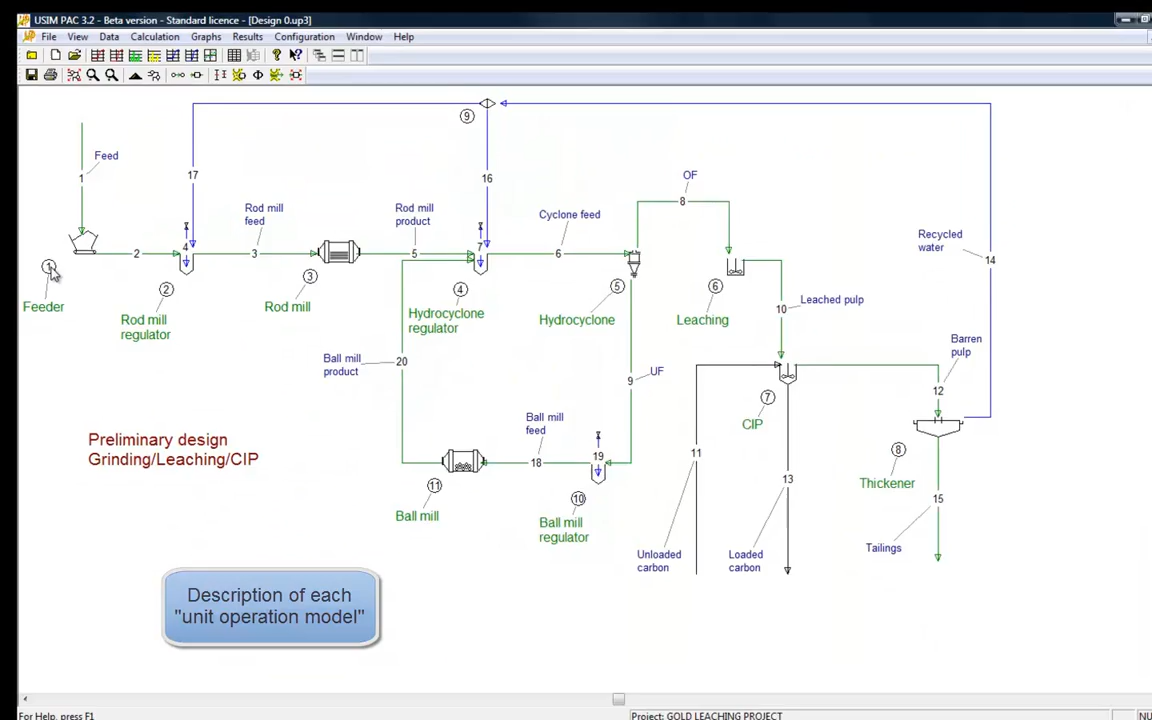 USIM PAC 3.2 - Beta version - Standard licence - [Design 0.up3]
File View Data Calculation Graphs Results Configuration Window Help
9
Feed
1
17
16
OF
8
Rod mill
feed
Rod mill
product
Cyclone feed
Recycled
water
14
4
7
2
3
5
6
1
Feeder
2
Rod mill
regulator
3
Rod mill
4
Hydrocyclone
regulator
5
Hydrocyclone
6
Leaching
10
Leached pulp
Barren
pulp
Ball mill
product
20
9
UF
12
7
CIP
Ball mill
feed
Preliminary design
Grinding/Leaching/CIP
18
19
11
13
8
Thickener
15
11
Ball mill
10
Ball mill
regulator
Unloaded
carbon
Loaded
carbon
Tailings
Description of each
"unit operation model"
For Help, press F1
Project: GOLD LEACHING PROJECT
NU